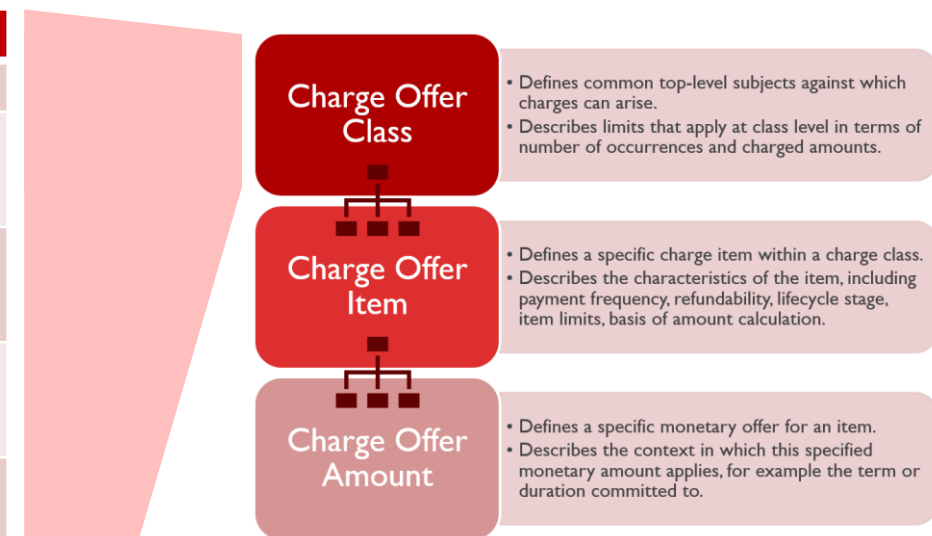 Charge Offer
Class
• Defines common top-level subjects against which
charges can arise.
• Describes limits that apply at class level in terms of
number of occurrences and charged amounts.
Charge Offer
Item
• Defines a specific charge item within a charge class.
• Describes the characteristics of the item, including
payment frequency, refundability, lifecycle stage,
item limits, basis of amount calculation.
Charge Offer
Amount
• Defines a specific monetary offer for an item.
• Describes the context in which this specified
monetary amount applies, for example the term or
duration committed to.